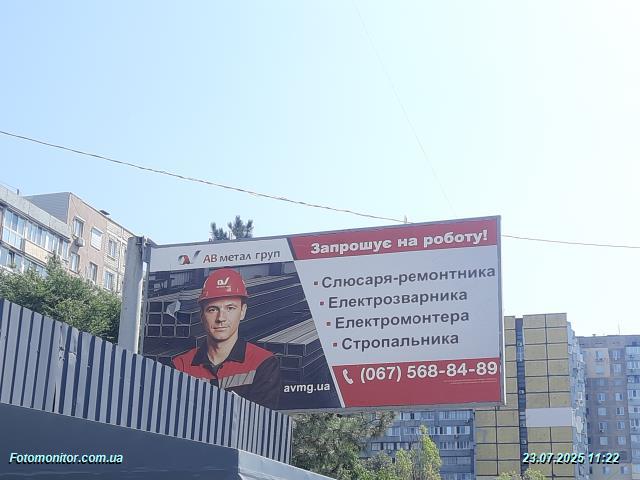 АВ метал груп
Запрошує на роботу!
Слюсаря-ремонтника
Електрозварника
Електромонтера
Стропальника
avmg.ua
(067) 568-84-89
Fotomonitor.com.ua
23.07.2025 11:22